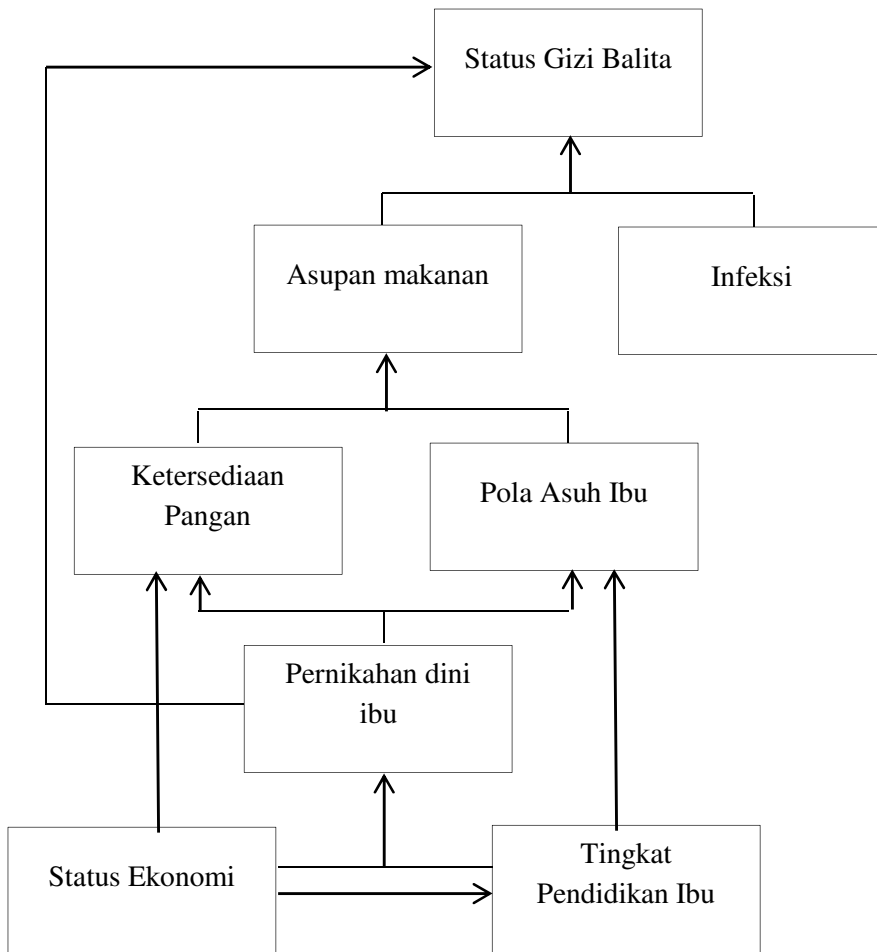 Status Gizi Balita
Asupan makanan
Infeksi
Ketersediaan
Pangan
Pola Asuh Ibu
Pernikahan dini
ibu
Status Ekonomi
Tingkat
Pendidikan Ibu